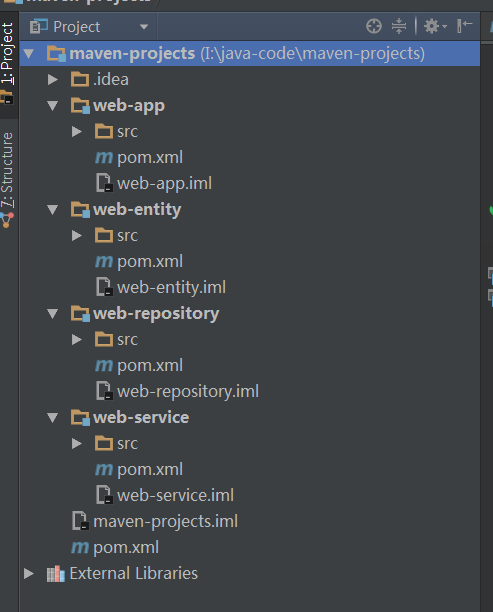 maven-projects
1: Project
7: Structure
Project
maven-projects (I:\java-code\maven-projects)
.idea
web-app
src
pom.xml
web-app.iml
web-entity
src
pom.xml
web-entity.iml
web-repository
src
pom.xml
web-repository.iml
web-service
src
pom.xml
web-service.iml
maven-projects.iml
pom.xml
External Libraries